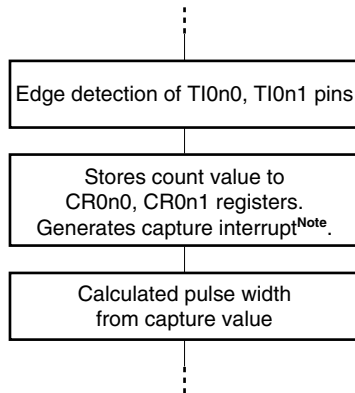 Edge detection of TI0n0, TI0n1 pins
Stores count value to
CR0n0, CR0n1 registers.
Generates capture interruptNote.
Calculated pulse width
from capture value